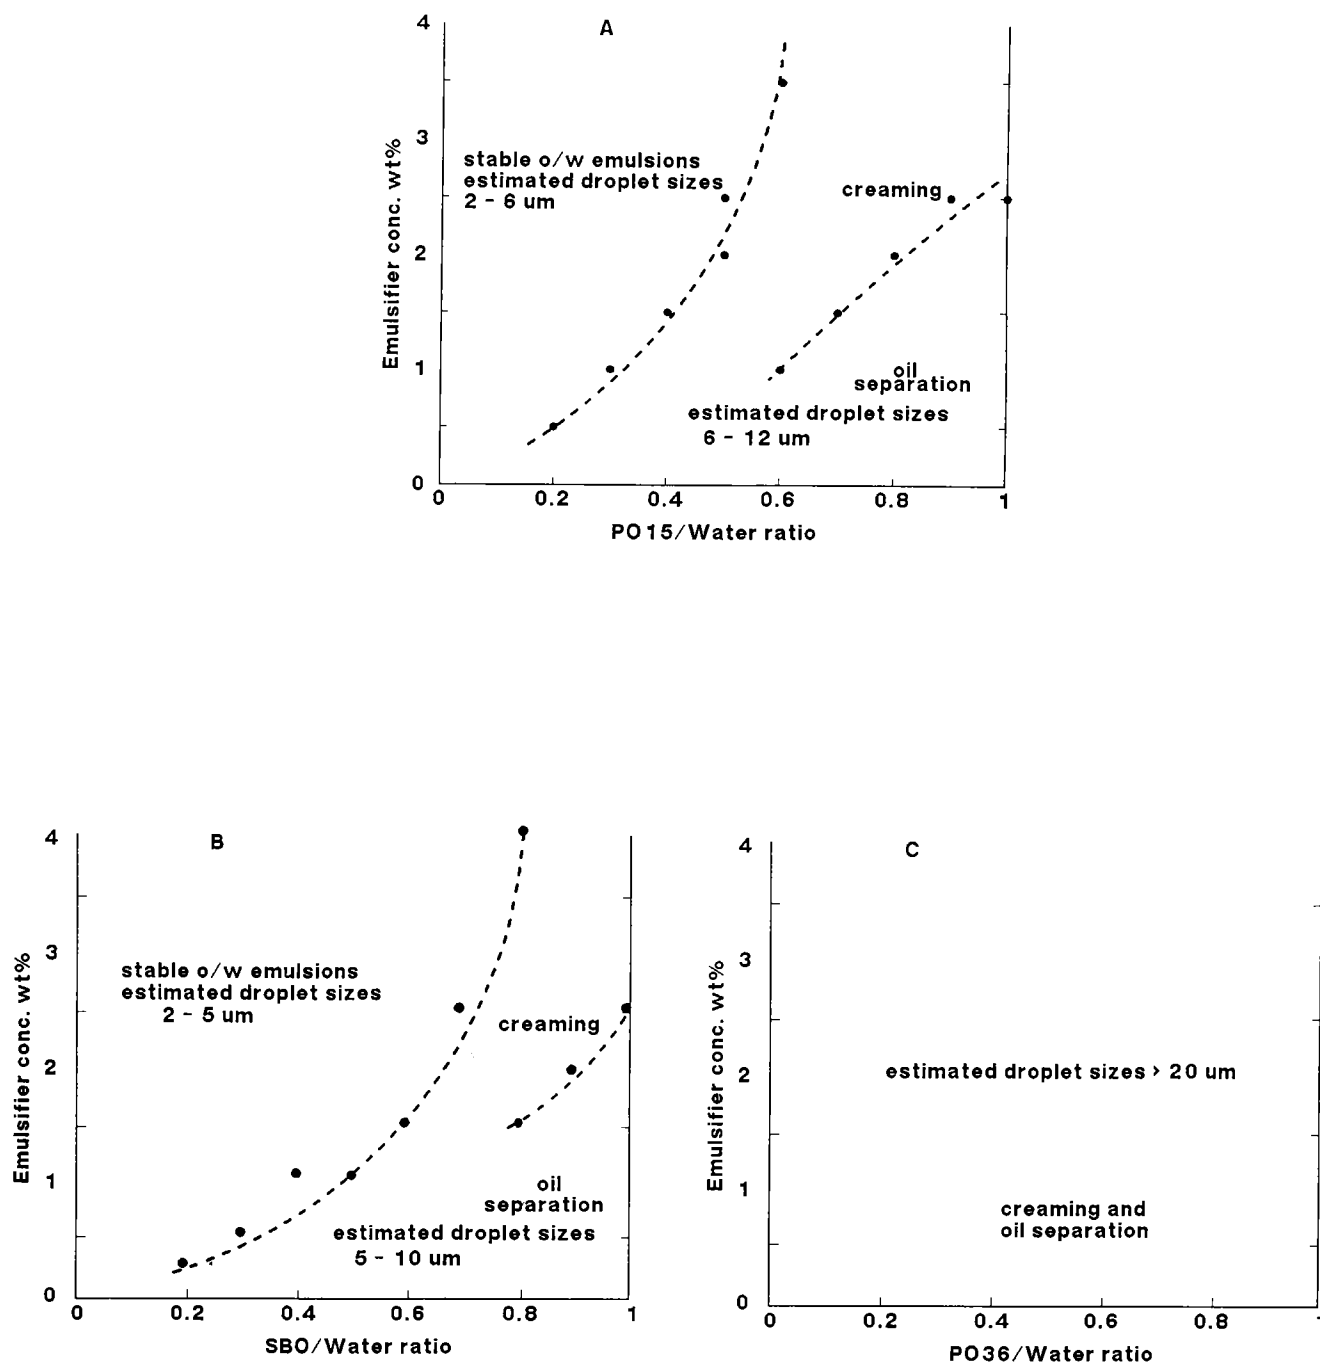 A
4
3
2
1
0
Emulsifier conc. wt%
stable o/w emulsions
estimated droplet sizes
2 - 6 um
creaming
oil
separation
estimated droplet sizes
6 - 12 um
0 0.2 0.4 0.6 0.8 1
PO15/Water ratio
B
4
3
2
1
0
Emulsifier conc. wt%
stable o/w emulsions
estimated droplet sizes
2 - 5 um
creaming
oil
separation
estimated droplet sizes
5 - 10 um
0 0.2 0.4 0.6 0.8 1
SBO/Water ratio
C
4
3
2
1
0
Emulsifier conc. wt%
estimated droplet sizes > 20 um
creaming and
oil separation
0 0.2 0.4 0.6 0.8 1
PO36/Water ratio